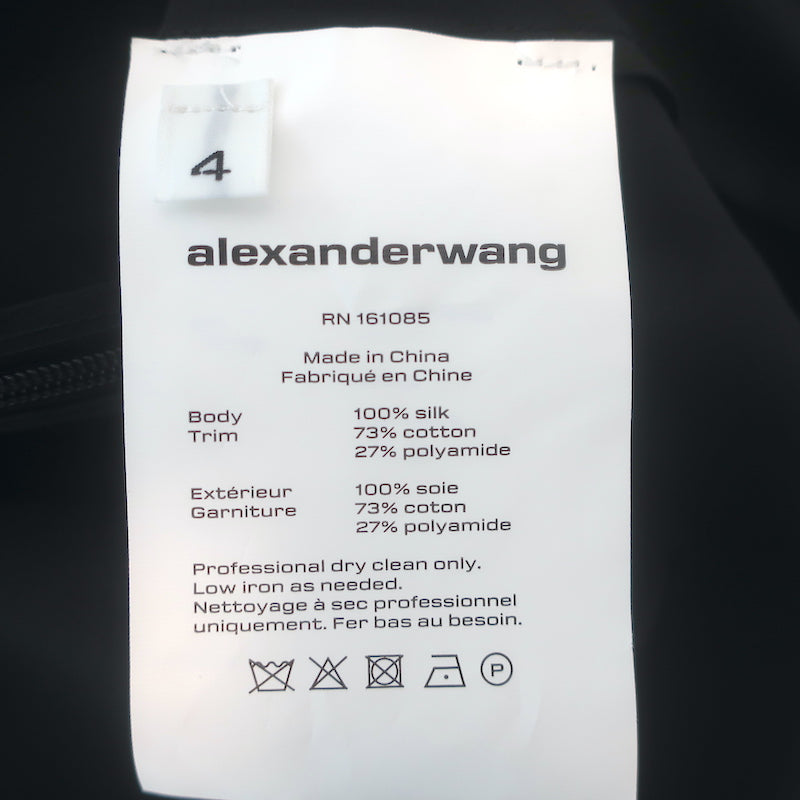 4
alexanderwang
RN 161085
Made in China
Fabriqué en Chine
Body 100% silk
Trim 73% cotton
27% polyamide
Extérieur 100% soie
Garniture 73% coton
27% polyamide
Professional dry clean only.
Low iron as needed.
Nettoyage à sec professionnel
uniquement. Fer bas au besoin.
P